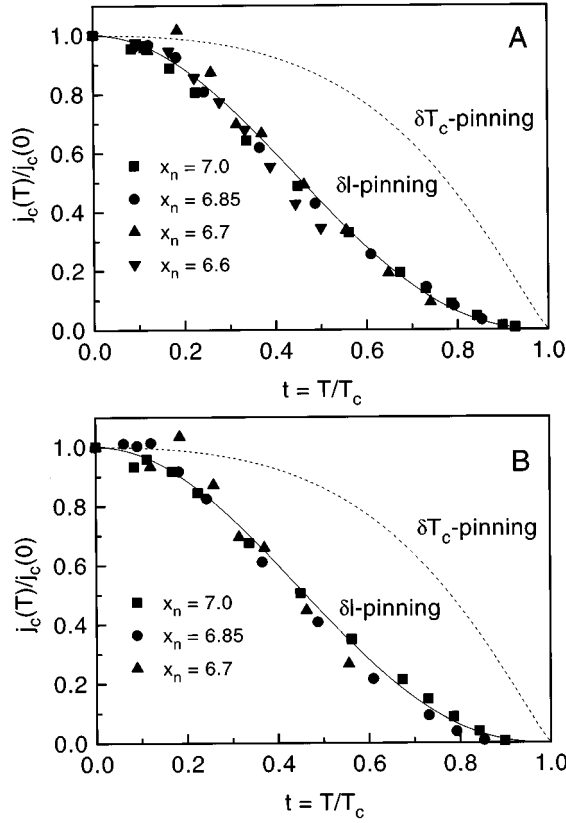 A
j_c(T)/j_c(0)
1.0
0.8
0.6
0.4
0.2
0.0
δT_c-pinning
δl-pinning
x_n = 7.0
x_n = 6.85
x_n = 6.7
x_n = 6.6
0.0 0.2 0.4 0.6 0.8 1.0
t = T/T_c
B
j_c(T)/j_c(0)
1.0
0.8
0.6
0.4
0.2
0.0
δT_c-pinning
δl-pinning
x_n = 7.0
x_n = 6.85
x_n = 6.7
0.0 0.2 0.4 0.6 0.8 1.0
t = T/T_c